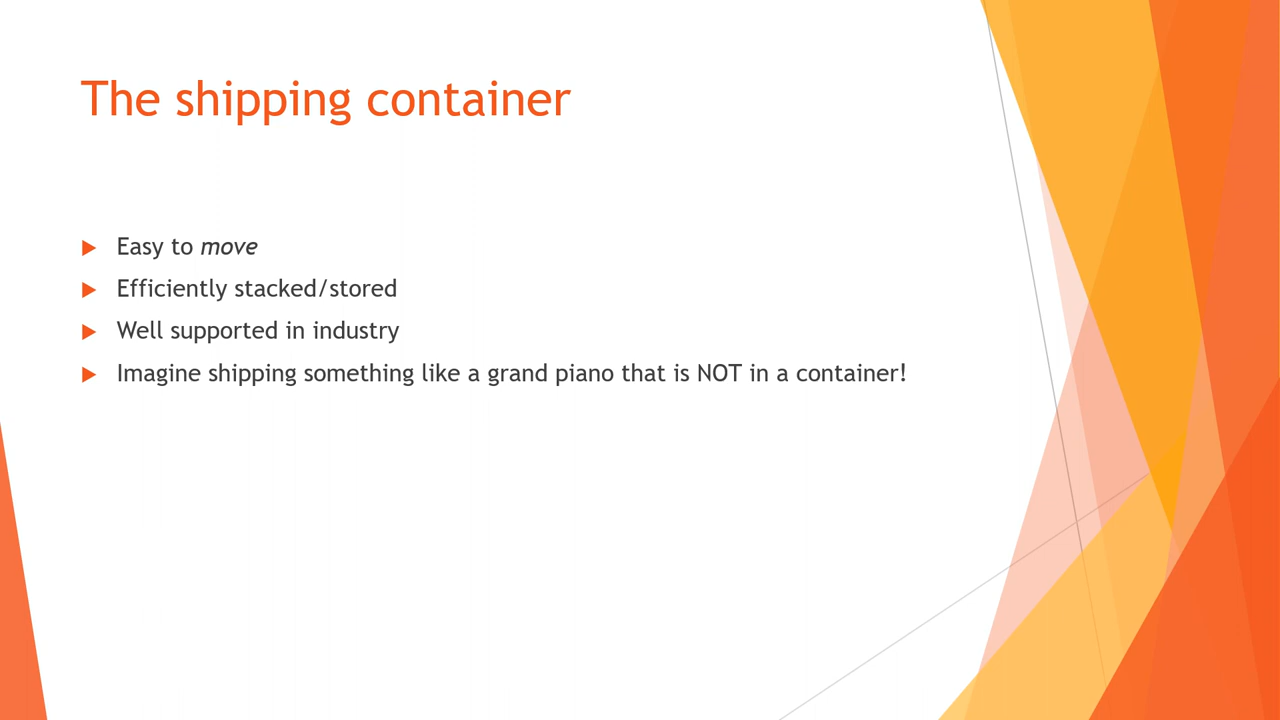 The shipping container
Easy to move
Efficiently stacked/stored
Well supported in industry
Imagine shipping something like a grand piano that is NOT in a container!